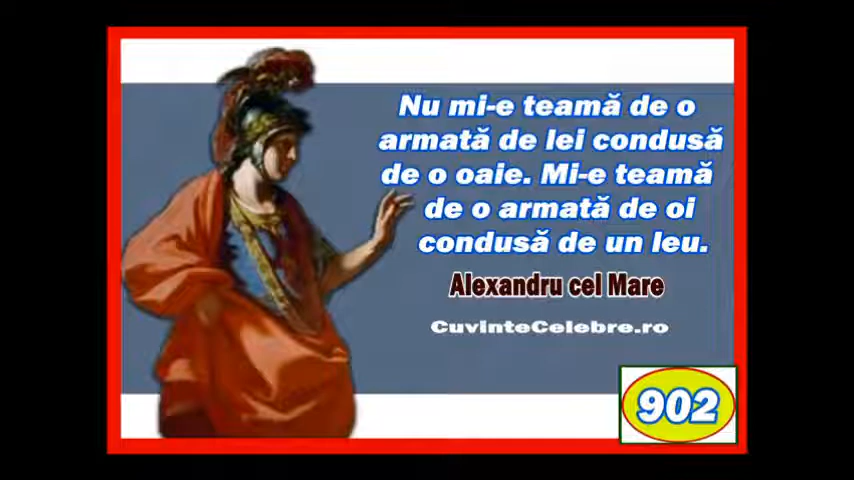 Nu mi-e teamă de o
armată de lei condusă
de o oaie. Mi-e teamă
de o armată de oi
condusă de un leu.
Alexandru cel Mare
CuvinteCelebre.ro
902